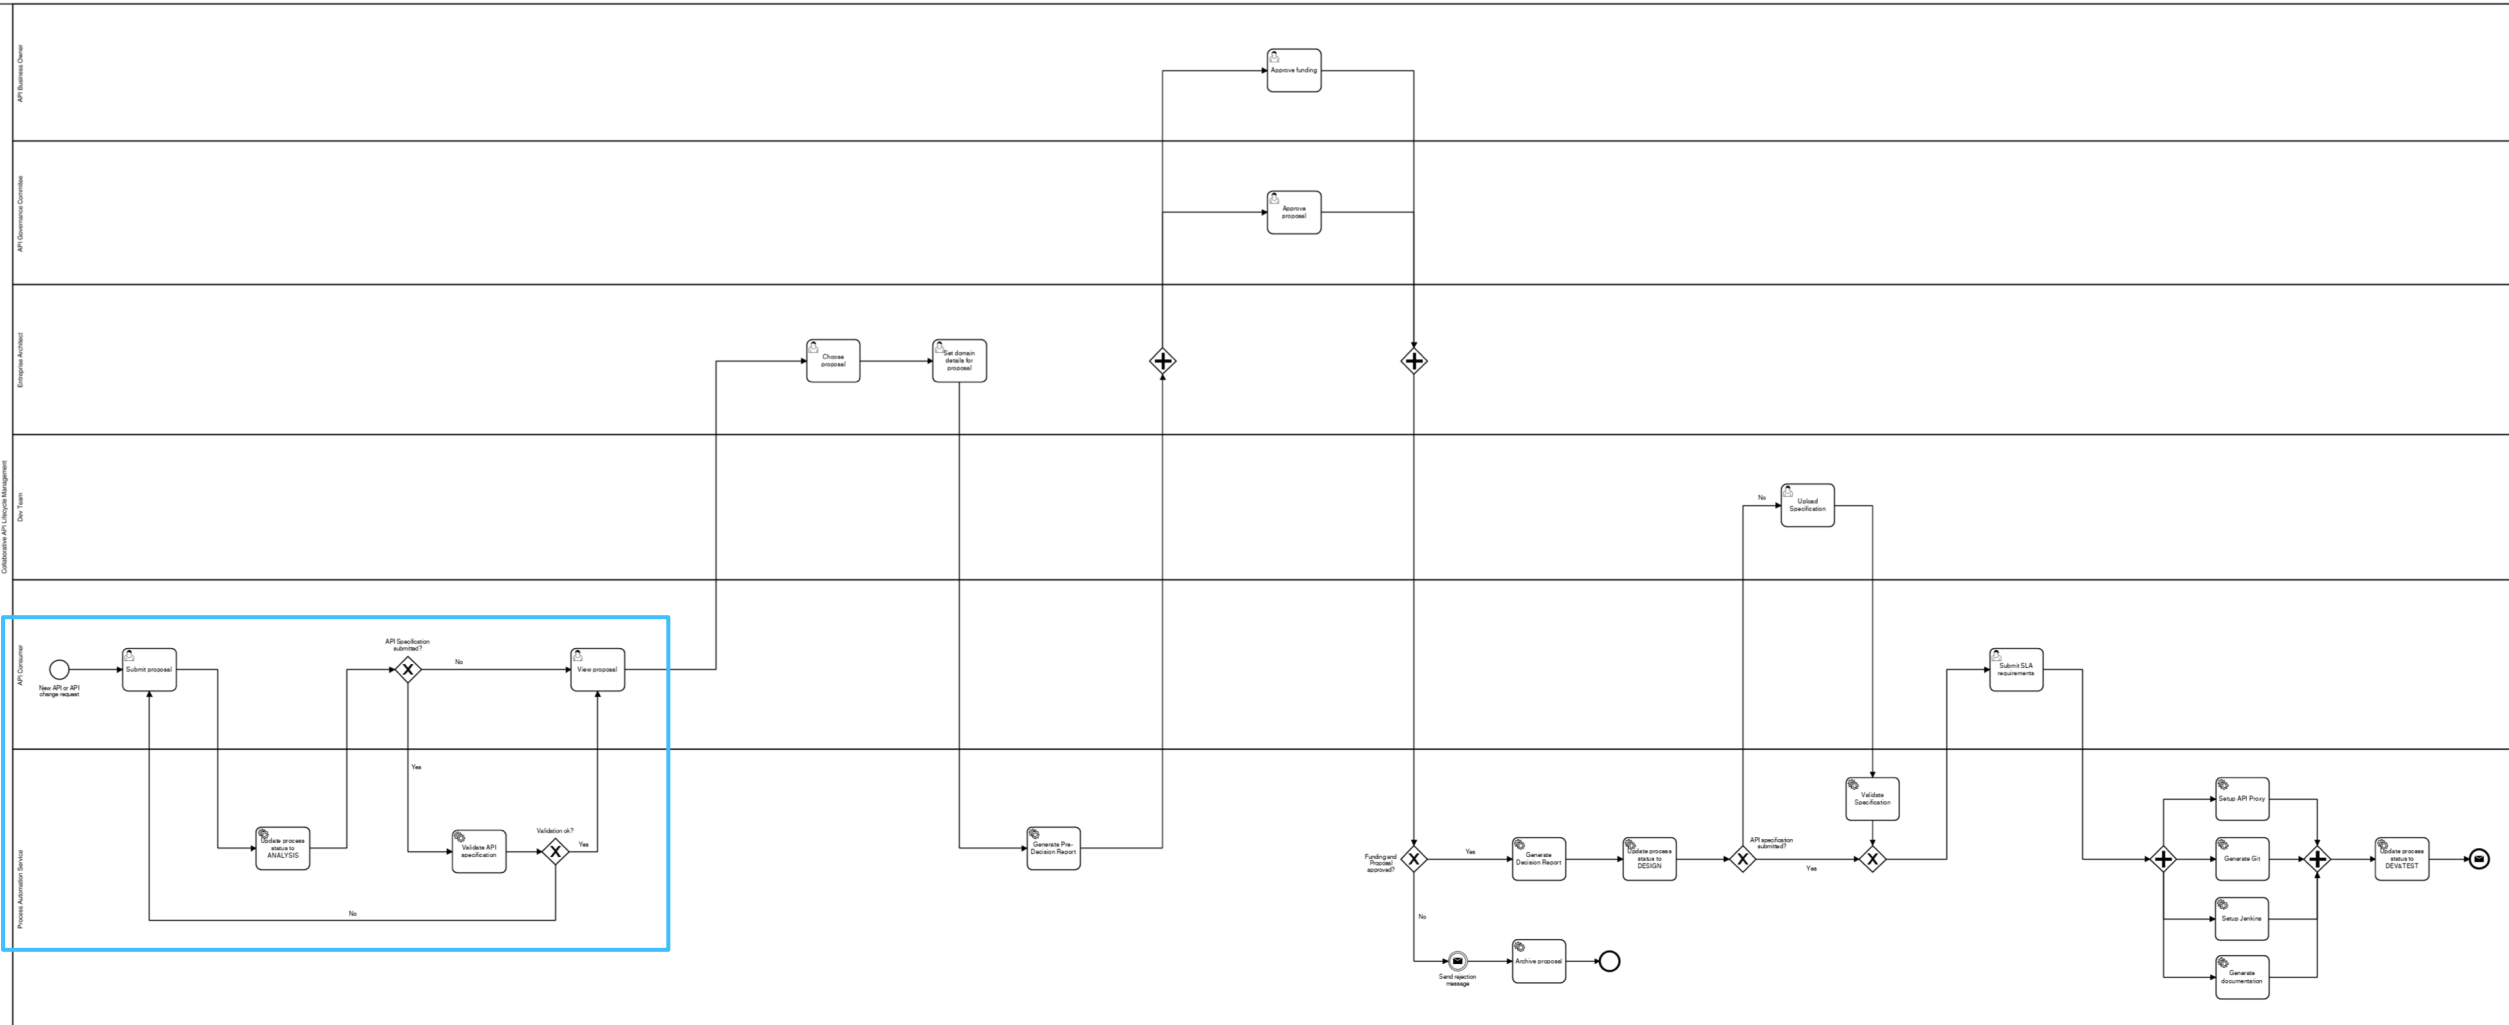 Collaborative API Lifecycle Management
API Business Owner
Approve funding
API Governance Commitee
Approve
proposal
Entreprise Architect
Choose
proposal
Set domain
details for
proposal
Dev Team
No
Upload
Specification
API Consumer
New API or API
change request
Submit proposal
API Specification
submitted?
No
View proposal
Submit SLA
requirements
Process Automation Service
Update process
status to
ANALYSIS
Yes
Validate API
specification
Validation ok?
Yes
No
Generate Pre-
Decision Report
Funding and
Proposal
approved?
Yes
Generate
Decision Report
Update process
status to
DESIGN
API specification
submitted?
Yes
Validate
Specification
No
Send rejection
message
Archive proposal
Setup API Proxy
Generate Git
Setup Jenkins
Generate
documentation
Update process
status to
DEV&TEST